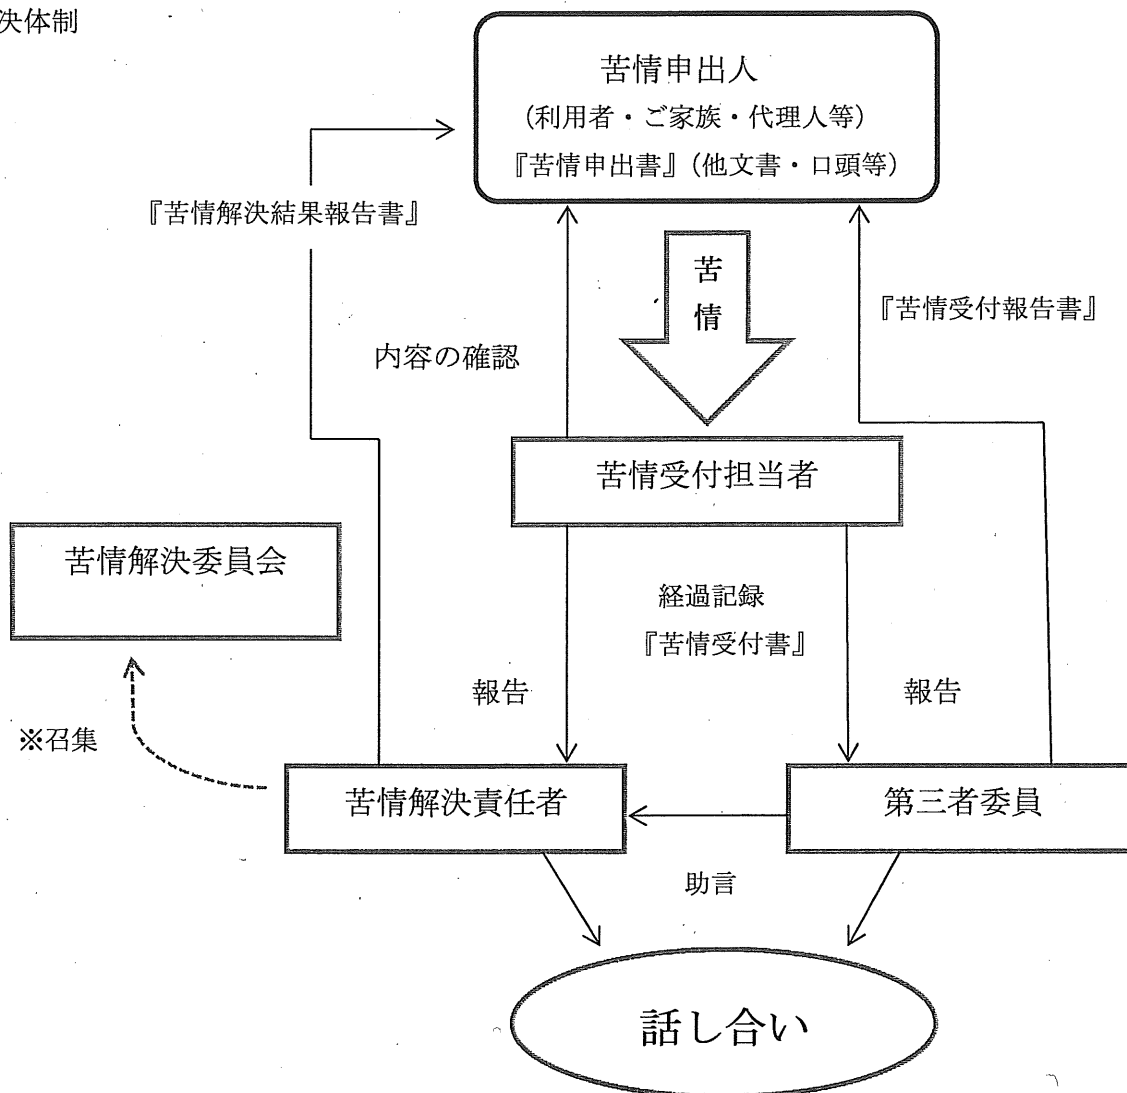 決体制
苦情申出人
（利用者・ご家族・代理人等）
『苦情申出書』（他文書・口頭等）
『苦情解決結果報告書』
苦
情
『苦情受付報告書』
内容の確認
苦情受付担当者
苦情解決委員会
経過記録
『苦情受付書』
報告
報告
※召集
苦情解決責任者
第三者委員
助言
話し合い